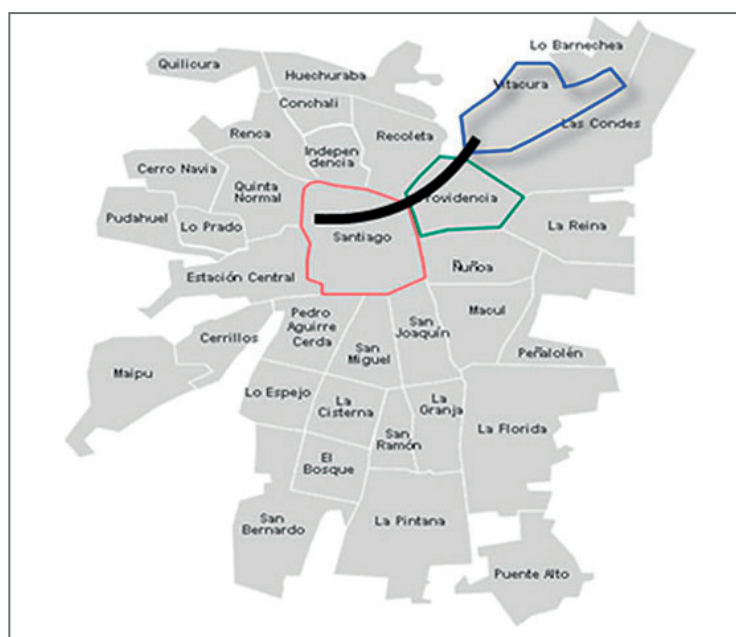 Lo Barnechea
Quilicura
Huechuraba
Vitacura
Conchalí
Las Condes
Renca
Recoleta
Indepen
dencia
Cerro Navia
Quinta
Normal
rovidencia
Pudahuel
Lo Prado
La Reina
Santiago
Ñuñoa
Estación Central
Pedro
Aguirre
Cerda
San
Joaquín
Macul
Cerrillos
San
Miguel
Peñalolén
Maipu
Lo Espejo
La
Cisterna
La
Granja
San
Ramón
La Florida
El
Bosque
San
Bernardo
La Pintana
Puente Alto